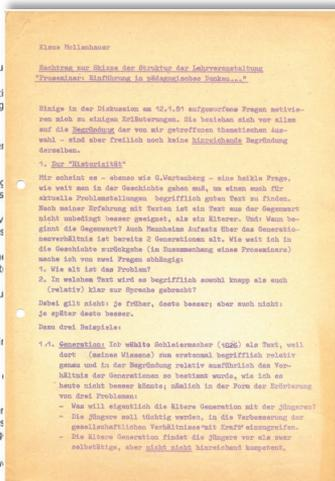 Klaus Mollenhauer
Nachtrag zur Skizze der Struktur der Lehrveranstaltung
"Proseminar: Einführung in pädagogisches Denken..."
Einige in der Diskussion am 12.1.81 aufgeworfene Fragen motivie-
ren mich zu einigen Erläuterungen. Die beziehen sich vor allem
auf die Begründung der von mir getroffenen thematischen Aus-
wahl - sind aber freilich noch keine hinreichende Begründung
derselben.
1. Zur "Historizität"
Mir scheint es - ebenso wie G.Wartenberg - eine heikle Frage,
wie weit man in der Geschichte gehen muß, um einen auch für
aktuelle Problemstellungen begrifflich guten Text zu finden.
Nach meiner Erfahrung mit Texten ist ein Text aus der Gegenwart
nicht unbedingt besser geeignet, als ein älterer. Und: Wann be-
ginnt die Gegenwart? Auch Mannheims Aufsatz über das Generatio-
nenverhältnis ist bereits 2 Generationen alt. Wie weit ich in
die Geschichte zurückgehe (im Zusammenhang eines Proseminars)
mache ich von zwei Fragen abhängig:
1. Wie alt ist das Problem?
2. In welchem Text wird es begrifflich sowohl knapp als auch
(relativ) klar zur Sprache gebracht?
Dabei gilt nicht: je früher, desto besser; aber auch nicht:
je später desto besser.
Dazu drei Beispiele:
1.1. Generation: Ich wählte Schleiermacher (1826) als Text, weil
dort (meines Wissens) zum erstenmal begrifflich relativ
genau und in der Begründung relativ ausführlich das Ver-
hältnis der Generationen so bestimmt wurde, wie ich es
heute nicht besser könnte; nämlich in der Form der Erörterung
von drei Problemen:
- Was will eigentlich die ältere Generation mit der jüngeren?
- Die jüngere soll tüchtig werden, in die Verbesserung der
gesellschaftlichen Verhältnisse "mit Kraft" einzugreifen.
- Die ältere Generation findet die jüngere vor als zwar
selbsttätige, aber nicht nicht hinreichend kompetent.